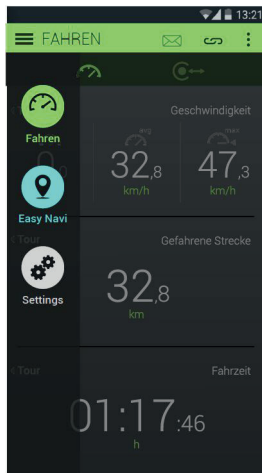 13:21
FAHREN
Geschwindigkeit
Fahren
avg max
32,8 47,3
km/h km/h
Easy Navi
< Tour Gefahrene Strecke
32,8
km
Settings
< Tour Fahrzeit
01:17:46
h